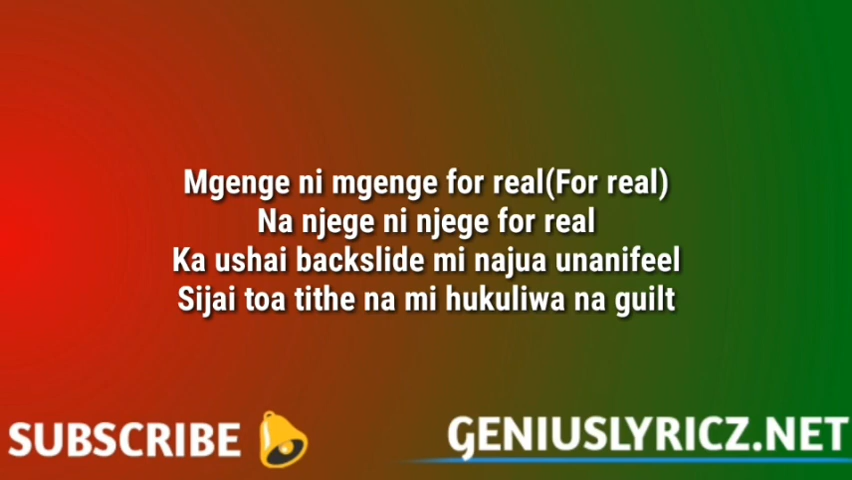 Mgenge ni mgenge for real(For real)
Na njege ni njege for real
Ka ushai backslide mi najua unanifeel
Sijai toa tithe na mi hukuliwa na guilt
SUBSCRIBE
GENIUSLYRICZ.NET